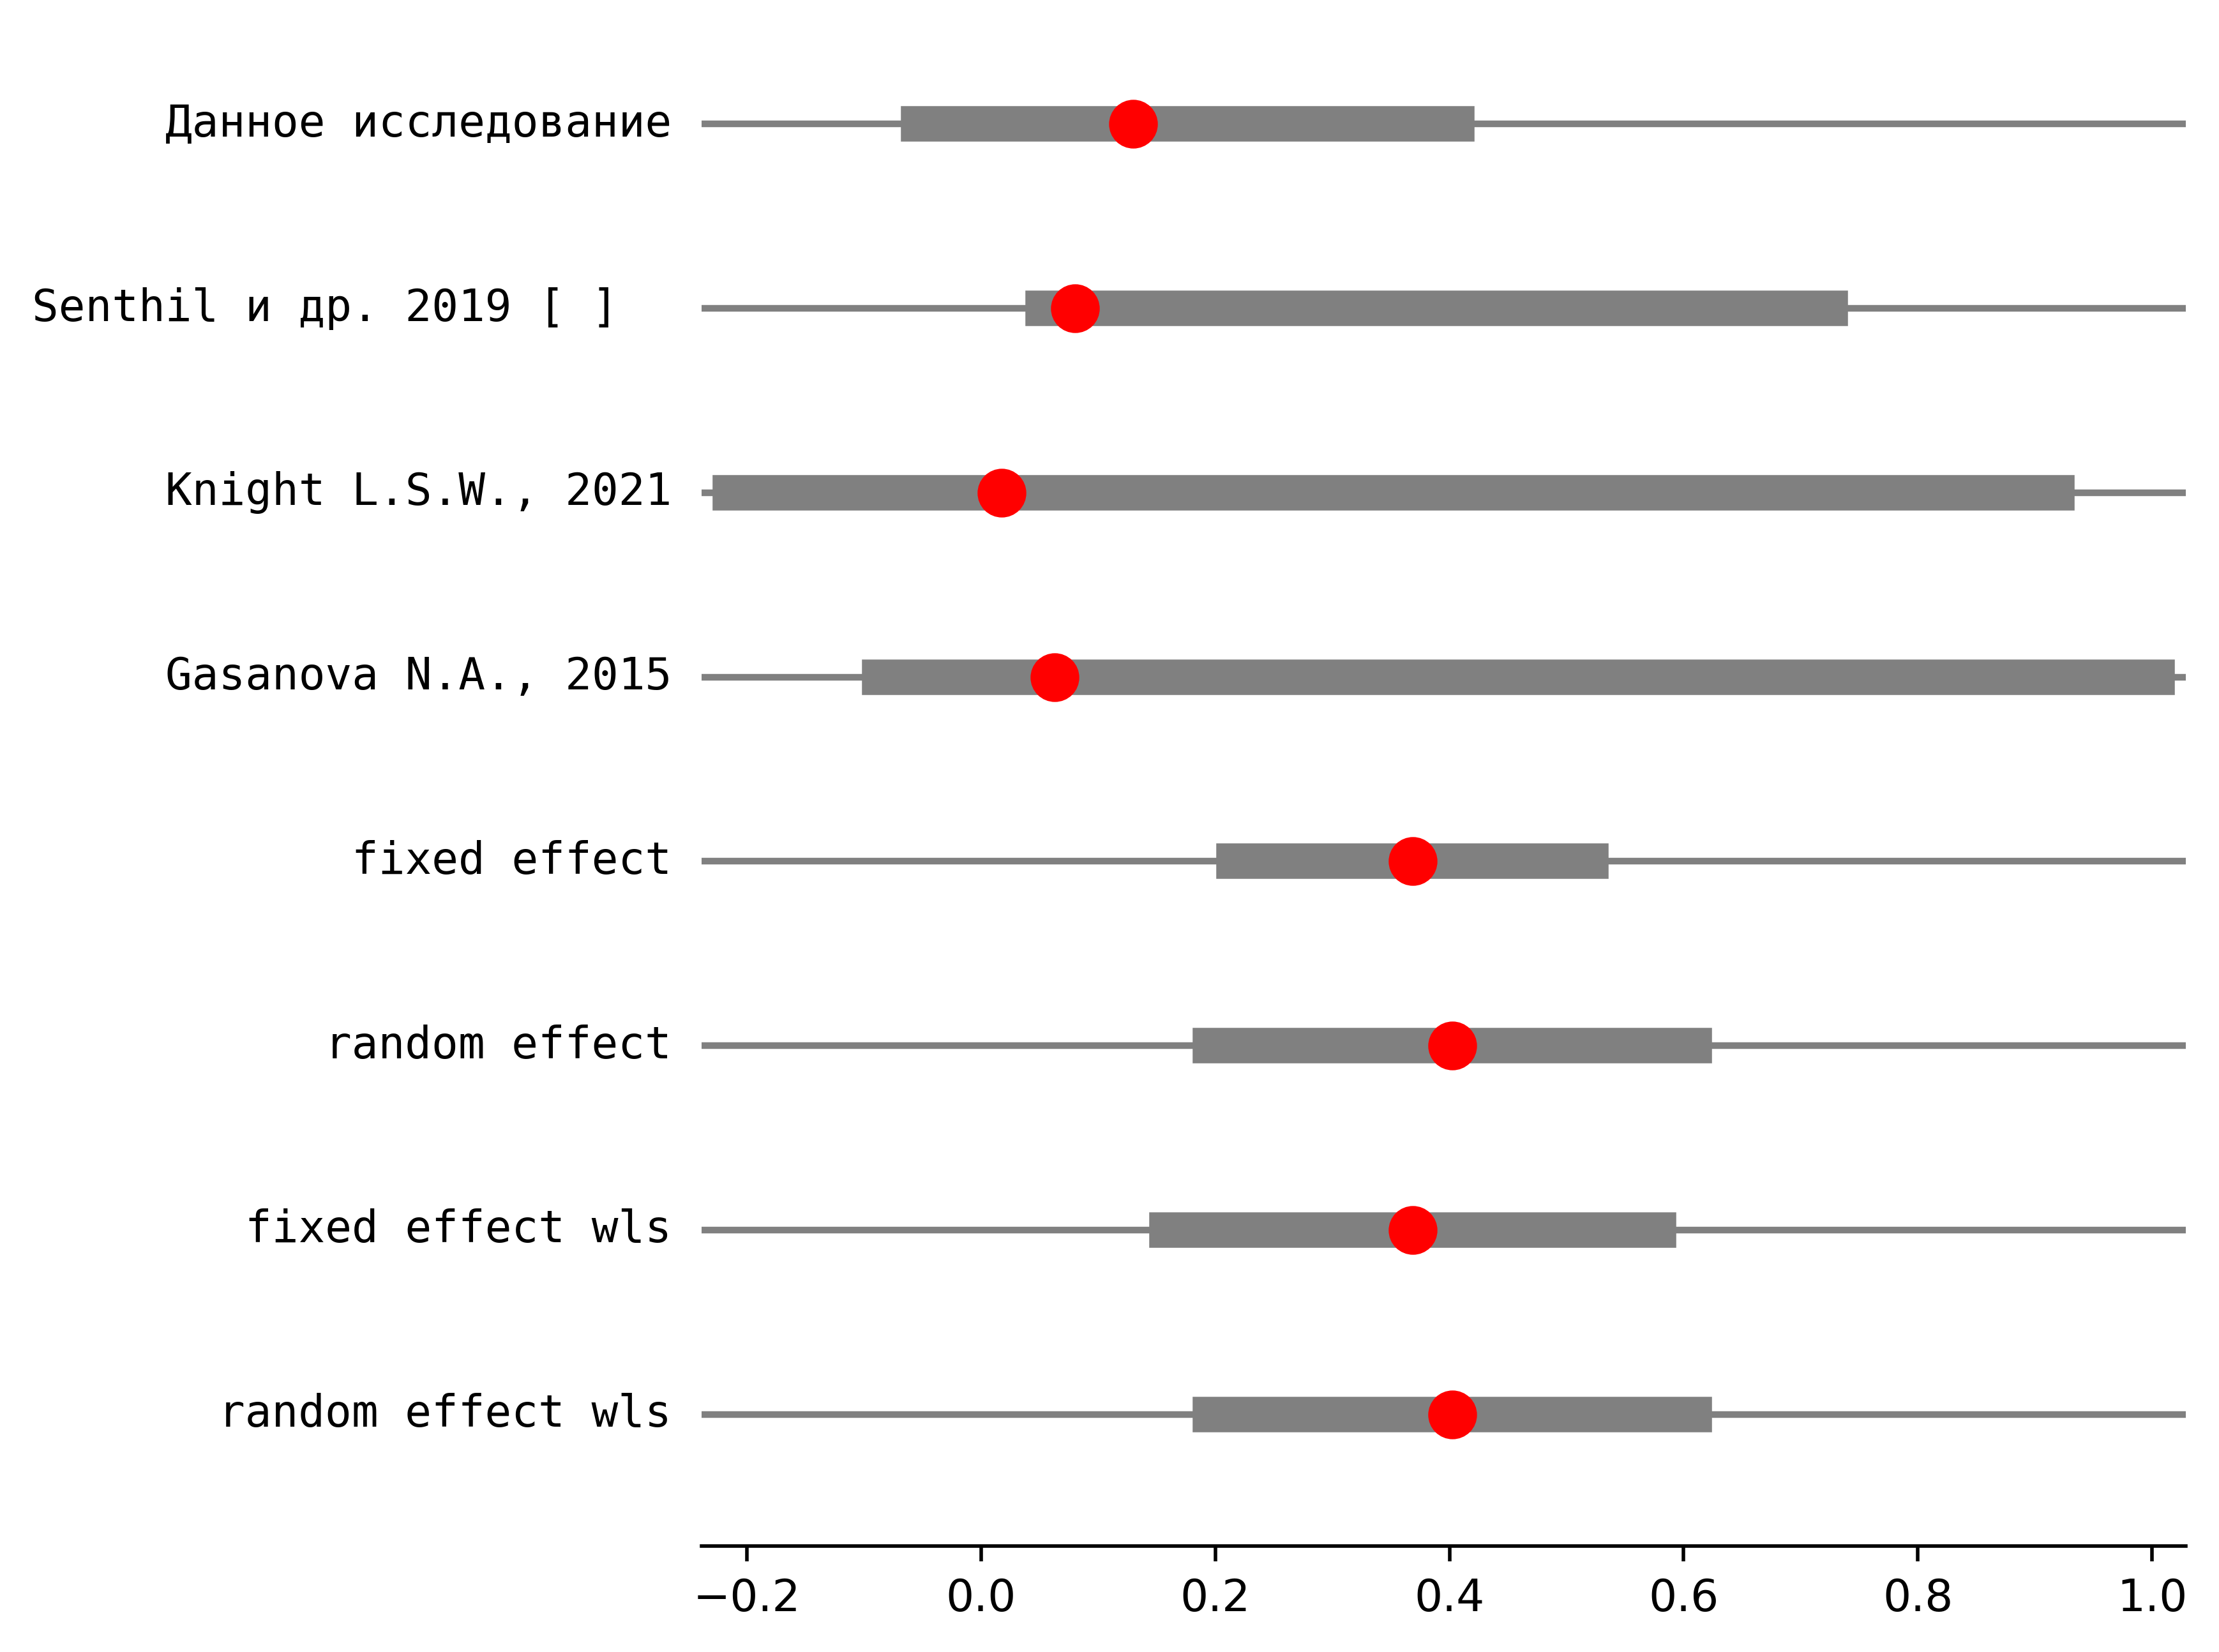 Данное исследование
Senthil и др. 2019 [ ]
Knight L.S.W., 2021
Gasanova N.A., 2015
fixed effect
random effect
fixed effect wls
random effect wls
−0.2 0.0 0.2 0.4 0.6 0.8 1.0